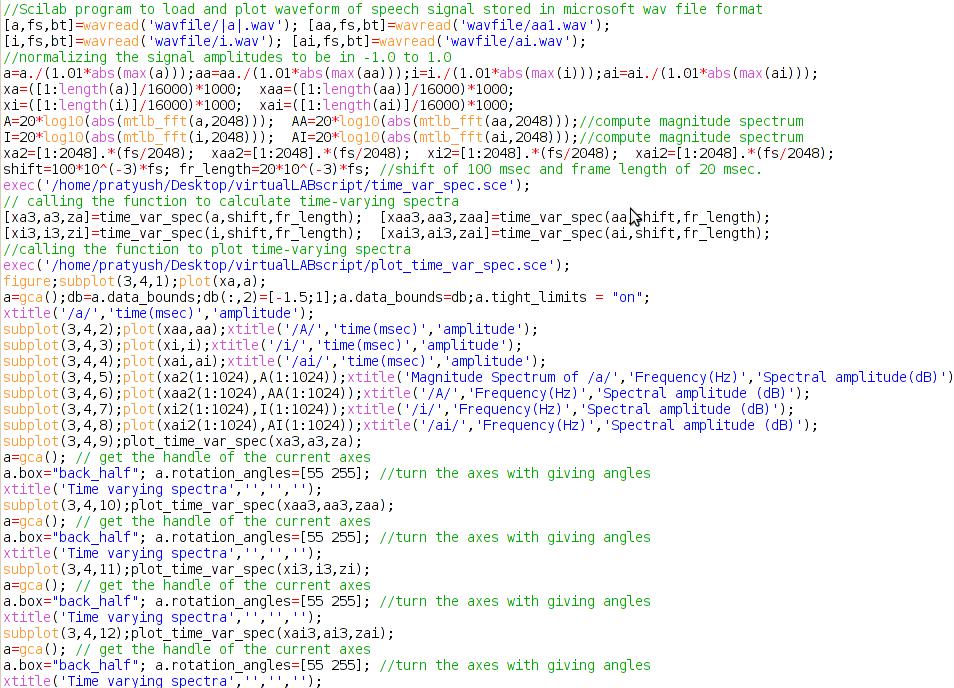 //Scilab program to load and plot waveform of speech signal stored in microsoft wav file format
[a,fs,bt]=wavread('wavfile/|a|.wav'); [aa,fs,bt]=wavread('wavfile/aa1.wav');
[i,fs,bt]=wavread('wavfile/i.wav'); [ai,fs,bt]=wavread('wavfile/ai.wav');
//normalizing the signal amplitudes to be in -1.0 to 1.0
a=a./(1.01*abs(max(a)));aa=aa./(1.01*abs(max(aa)));i=i./(1.01*abs(max(i)));ai=ai./(1.01*abs(max(ai)));
xa=([1:length(a)]/16000)*1000;  xaa=([1:length(aa)]/16000)*1000;
xi=([1:length(i)]/16000)*1000;  xai=([1:length(ai)]/16000)*1000;
A=20*log10(abs(mtlb_fft(a,2048)));  AA=20*log10(abs(mtlb_fft(aa,2048)));//compute magnitude spectrum
I=20*log10(abs(mtlb_fft(i,2048)));  AI=20*log10(abs(mtlb_fft(ai,2048)));//compute magnitude spectrum
xa2=[1:2048].*(fs/2048);  xaa2=[1:2048].*(fs/2048);  xi2=[1:2048].*(fs/2048);  xai2=[1:2048].*(fs/2048);
shift=100*10^(-3)*fs; fr_length=20*10^(-3)*fs; //shift of 100 msec and frame length of 20 msec.
exec('/home/pratyush/Desktop/virtualLABscript/time_var_spec.sce');
// calling the function to calculate time-varying spectra
[xa3,a3,za]=time_var_spec(a,shift,fr_length);  [xaa3,aa3,zaa]=time_var_spec(aa,shift,fr_length);
[xi3,i3,zi]=time_var_spec(i,shift,fr_length);  [xai3,ai3,zai]=time_var_spec(ai,shift,fr_length);
//calling the function to plot time-varying spectra
exec('/home/pratyush/Desktop/virtualLABscript/plot_time_var_spec.sce');
figure;subplot(3,4,1);plot(xa,a);
a=gca();db=a.data_bounds;db(:,2)=[-1.5;1];a.data_bounds=db;a.tight_limits = "on";
xtitle('/a/','time(msec)','amplitude');
subplot(3,4,2);plot(xaa,aa);xtitle('/A/','time(msec)','amplitude');
subplot(3,4,3);plot(xi,i);xtitle('/i/','time(msec)','amplitude');
subplot(3,4,4);plot(xai,ai);xtitle('/ai/','time(msec)','amplitude');
subplot(3,4,5);plot(xa2(1:1024),A(1:1024));xtitle('Magnitude Spectrum of /a/','Frequency(Hz)','Spectral amplitude(dB)')
subplot(3,4,6);plot(xaa2(1:1024),AA(1:1024));xtitle('/A/','Frequency(Hz)','Spectral amplitude (dB)');
subplot(3,4,7);plot(xi2(1:1024),I(1:1024));xtitle('/i/','Frequency(Hz)','Spectral amplitude (dB)');
subplot(3,4,8);plot(xai2(1:1024),AI(1:1024));xtitle('/ai/','Frequency(Hz)','Spectral amplitude (dB)');
subplot(3,4,9);plot_time_var_spec(xa3,a3,za);
a=gca(); // get the handle of the current axes
a.box="back_half"; a.rotation_angles=[55 255]; //turn the axes with giving angles
xtitle('Time varying spectra','','','');
subplot(3,4,10);plot_time_var_spec(xaa3,aa3,zaa);
a=gca(); // get the handle of the current axes
a.box="back_half"; a.rotation_angles=[55 255]; //turn the axes with giving angles
xtitle('Time varying spectra','','','');
subplot(3,4,11);plot_time_var_spec(xi3,i3,zi);
a=gca(); // get the handle of the current axes
a.box="back_half"; a.rotation_angles=[55 255]; //turn the axes with giving angles
xtitle('Time varying spectra','','','');
subplot(3,4,12);plot_time_var_spec(xai3,ai3,zai);
a=gca(); // get the handle of the current axes
a.box="back_half"; a.rotation_angles=[55 255]; //turn the axes with giving angles
xtitle('Time varying spectra','','','');